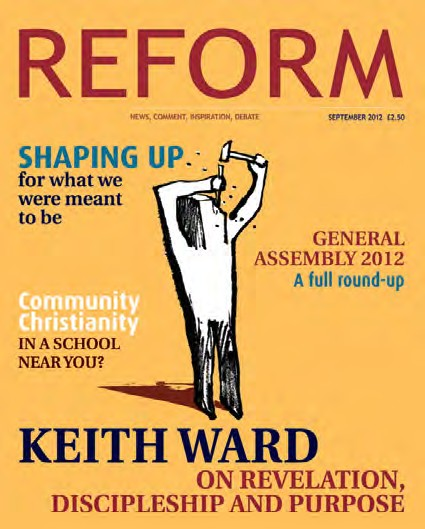 REFORM
NEWS, COMMENT, INSPIRATION, DEBATE
SEPTEMBER 2012 £2.50
SHAPING UP
for what we
were meant
to be
GENERAL
ASSEMBLY 2012
A full round-up
Community
Christianity
IN A SCHOOL
NEAR YOU?
KEITH WARD
ON REVELATION,
DISCIPLESHIP AND PURPOSE